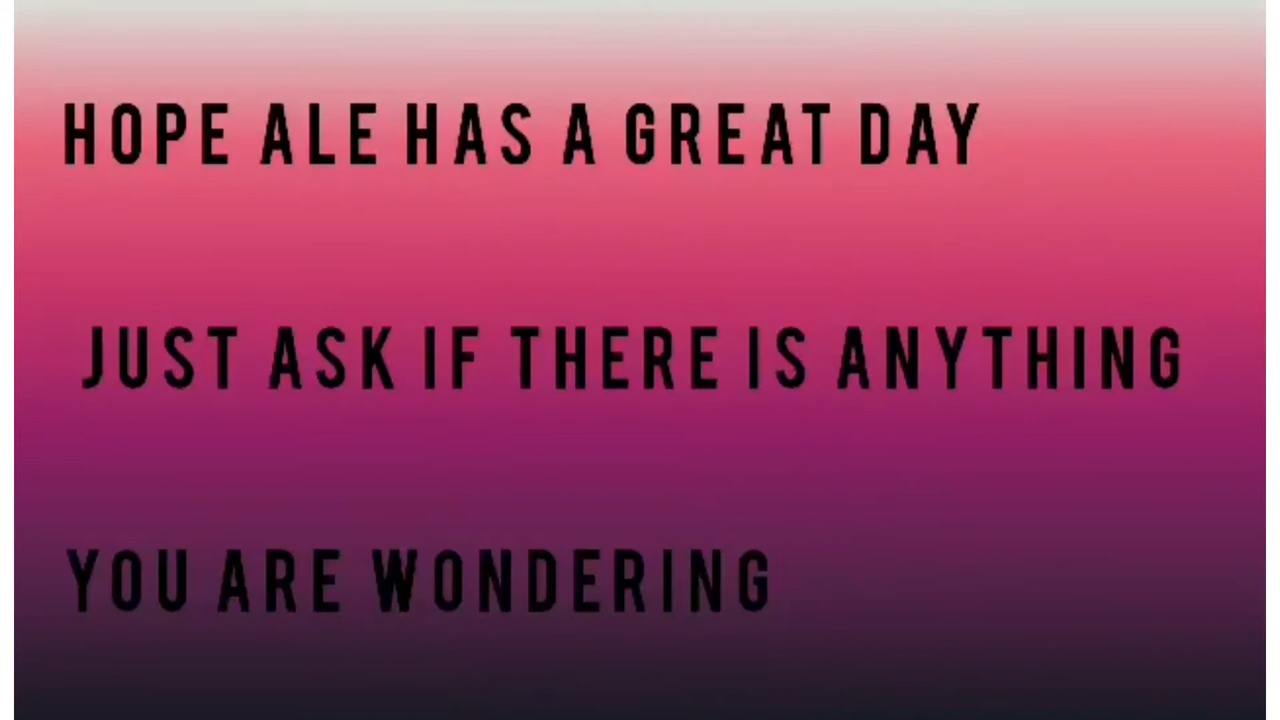 HOPE ALE HAS A GREAT DAY
JUST ASK IF THERE IS ANYTHING
YOU ARE WONDERING